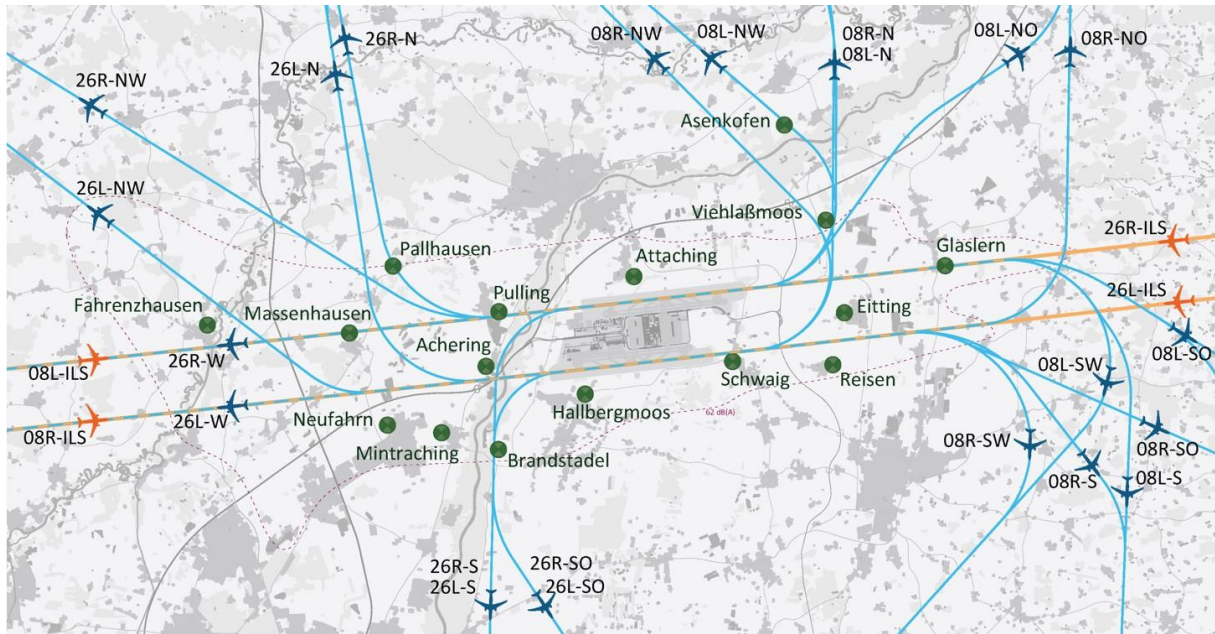 26R-N
26L-N
08R-NW
08L-NW
08R-N
08L-N
08L-NO
08R-NO
26R-NW
Asenkofen
26L-NW
Viehlaßmoos
Pallhausen
Attaching
Glaslern
26R-ILS
26L-ILS
Fahrenzhausen
Massenhausen
Pulling
Eitting
08L-ILS
26R-W
Achering
Schwaig
Reisen
08L-SW
08L-SO
08R-ILS
26L-W
Neufahrn
Mintraching
Hallbergmoos
62 dB(A)
Brandstadel
08R-SW
08R-S
08R-SO
08L-S
26R-S
26L-S
26R-SO
26L-SO